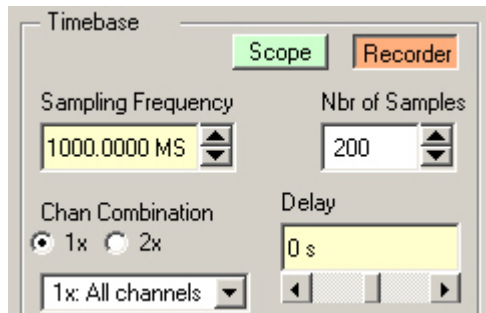 Timebase
Scope Recorder
Sampling Frequency Nbr of Samples
1000.0000 MS 200
Chan Combination Delay
1x 2x 0 s
1x: All channels